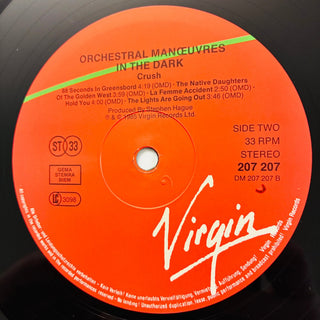 ORCHESTRAL MANŒUVRES
IN THE DARK
Crush
88 Seconds In Greensboro 4:19 (OMD) · The Native Daughters
Of The Golden West 3:59 (OMD) · La Femme Accident 2:50 (OMD) ·
Hold You 4:00 (OMD) · The Lights Are Going Out 3:46 (OMD)
Produced By Stephen Hague
℗ © 1985 Virgin Records Ltd.
ST 33
GEMA
STEMRA
BIEM
LC 3098
SIDE TWO
33 RPM
STEREO
207 207
DM 207 207 B
Virgin